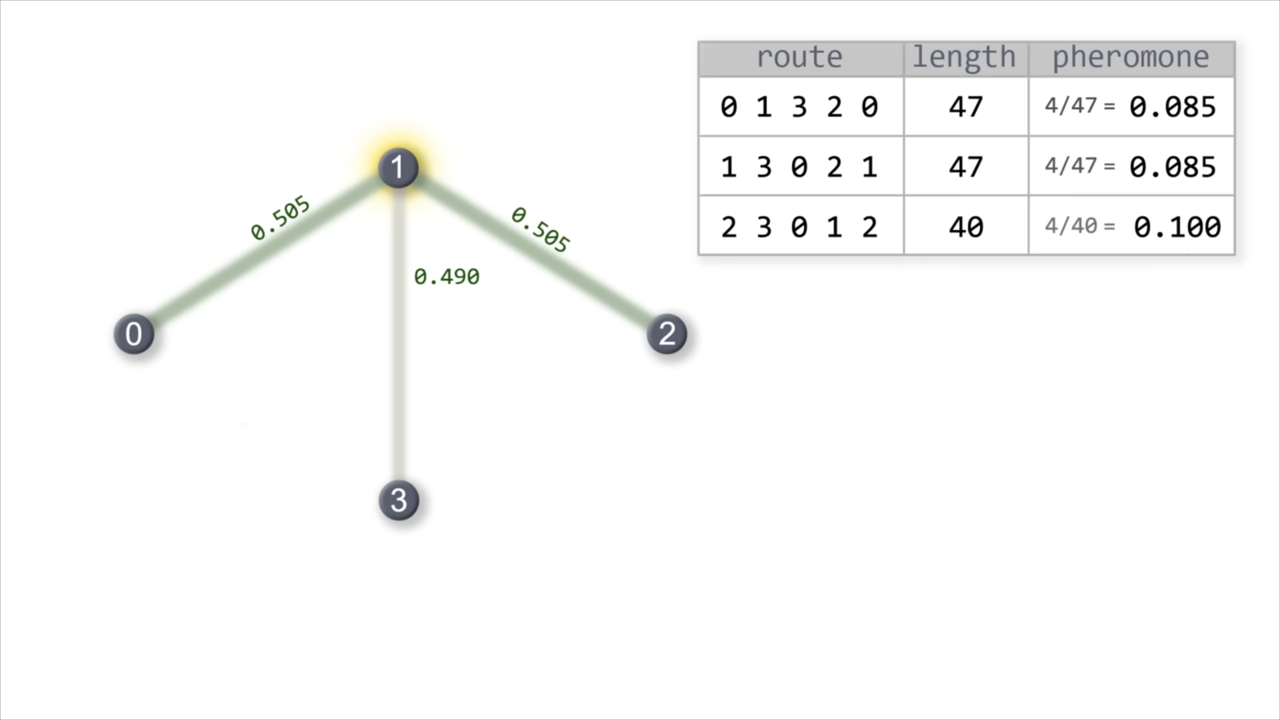 route length pheromone
0 1 3 2 0 47 4/47 = 0.085
1 3 0 2 1 47 4/47 = 0.085
2 3 0 1 2 40 4/40 = 0.100
1
0.505
0.505
0.490
0
2
3